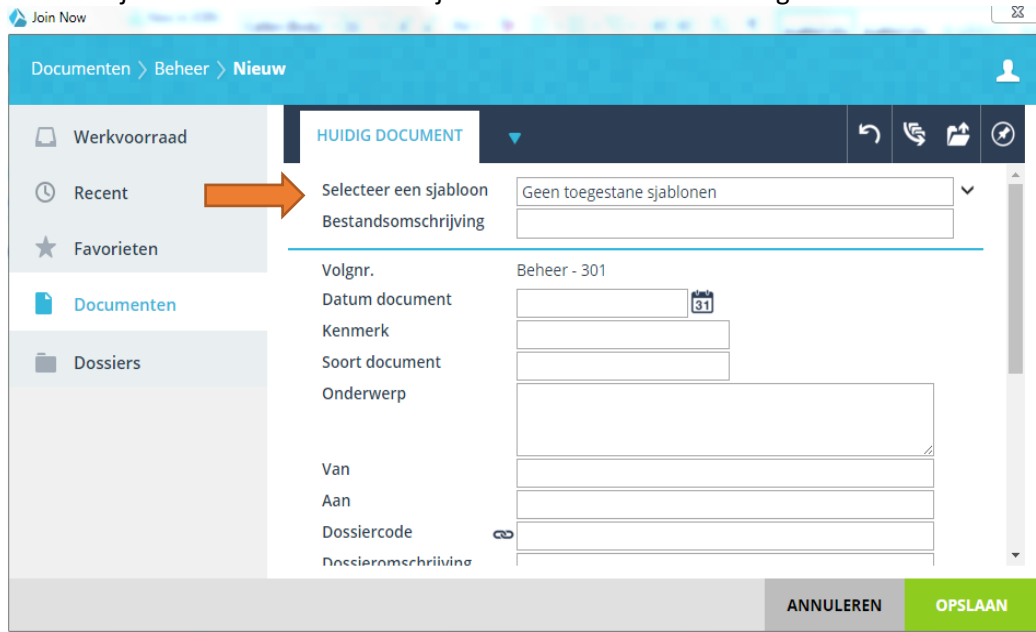 Join Now
Documenten > Beheer > Nieuw
Werkvoorraad
Recent
Favorieten
Documenten
Dossiers
HUIDIG DOCUMENT
Selecteer een sjabloon Geen toegestane sjablonen
Bestandsomschrijving
Volgnr. Beheer - 301
Datum document 31
Kenmerk
Soort document
Onderwerp
Van
Aan
Dossiercode
Dossieromschrijving
ANNULEREN OPSLAAN